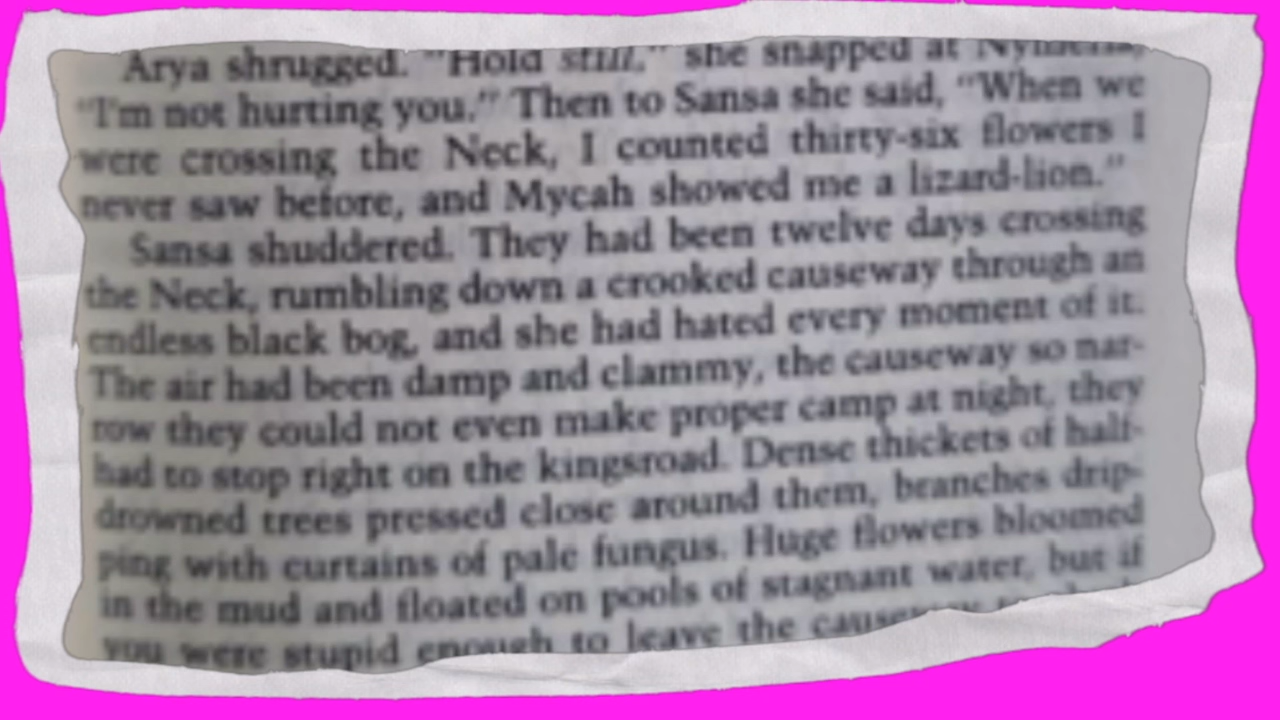 Arya shrugged. "Hold still," she snapped at Nymeria,
"I'm not hurting you." Then to Sansa she said, "When we
were crossing the Neck, I counted thirty-six flowers I
never saw before, and Mycah showed me a lizard-lion."
Sansa shuddered. They had been twelve days crossing
the Neck, rumbling down a crooked causeway through an
endless black bog, and she had hated every moment of it.
The air had been damp and clammy, the causeway so nar-
row they could not even make proper camp at night, they
had to stop right on the kingsroad. Dense thickets of half-
drowned trees pressed close around them, branches drip-
ping with curtains of pale fungus. Huge flowers bloomed
in the mud and floated on pools of stagnant water, but if
you were stupid enough to leave the